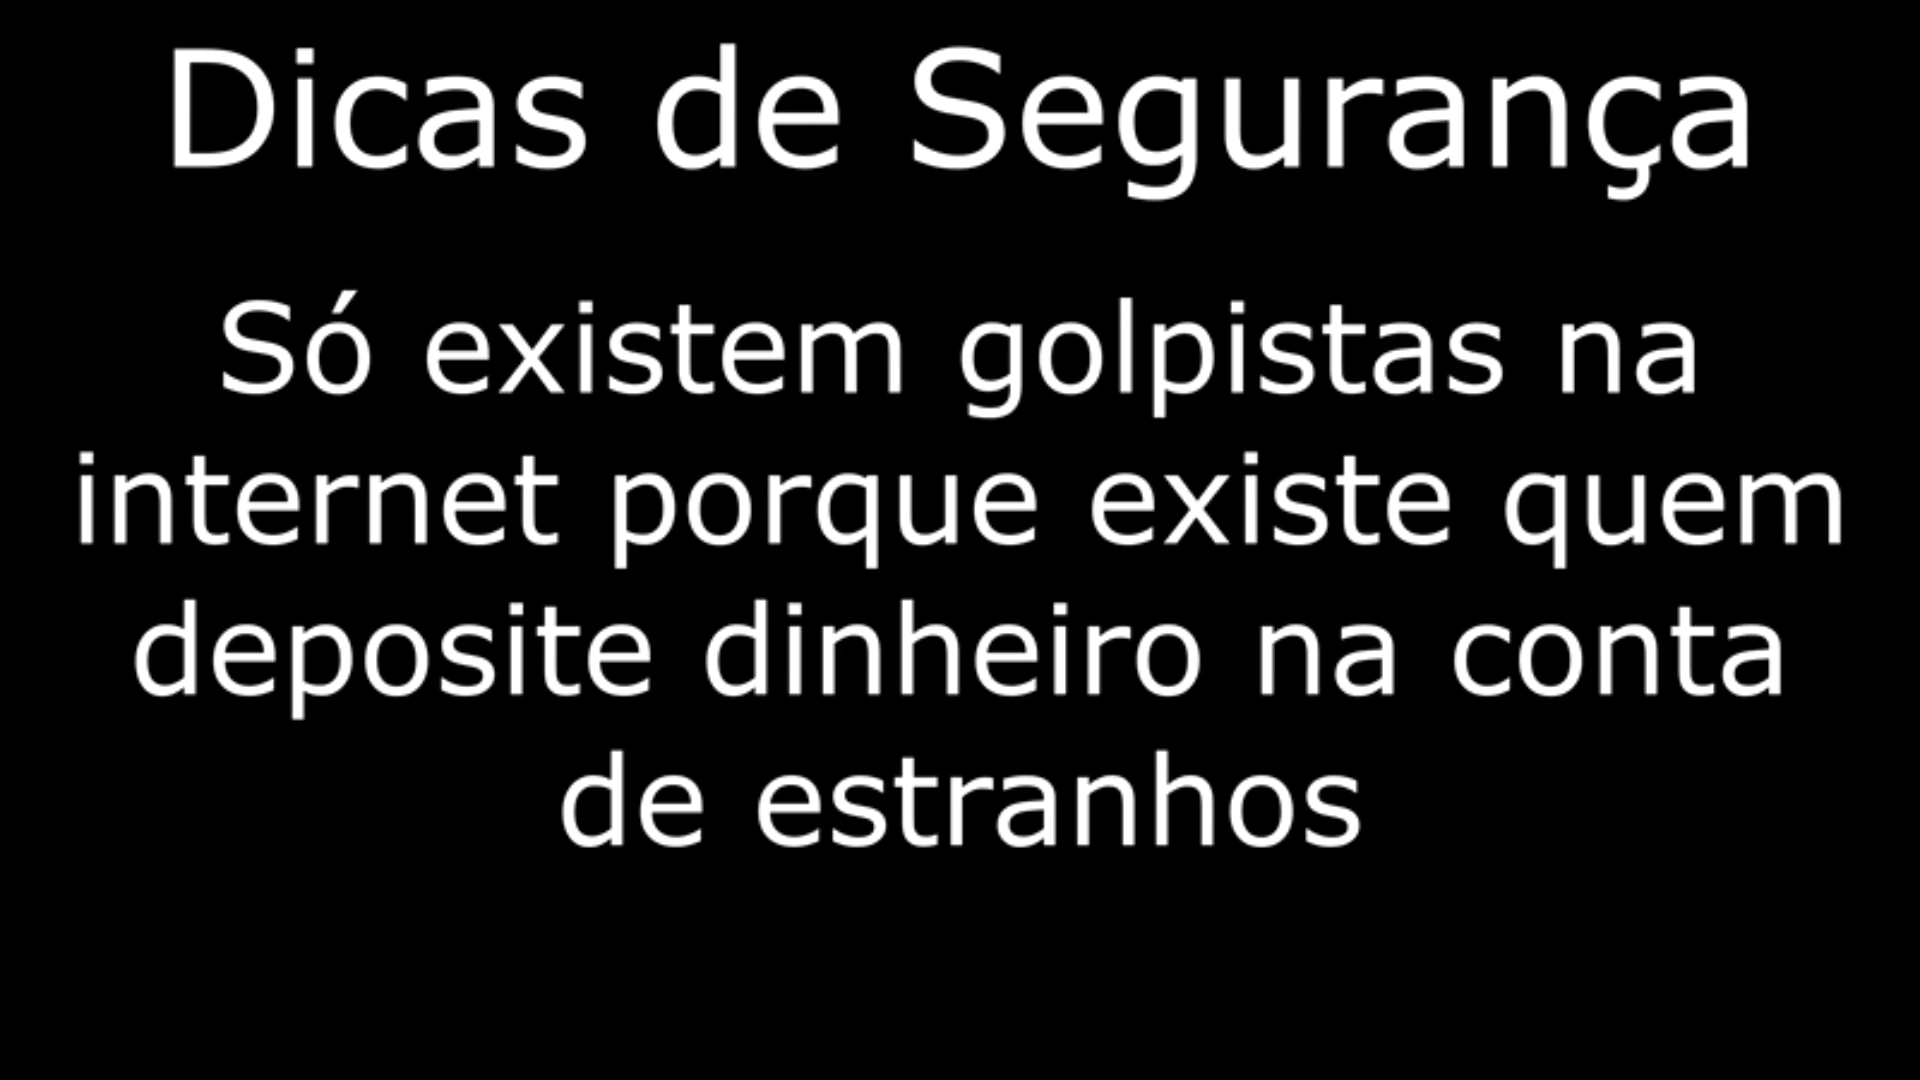 Dicas de Segurança
Só existem golpistas na
internet porque existe quem
deposite dinheiro na conta
de estranhos